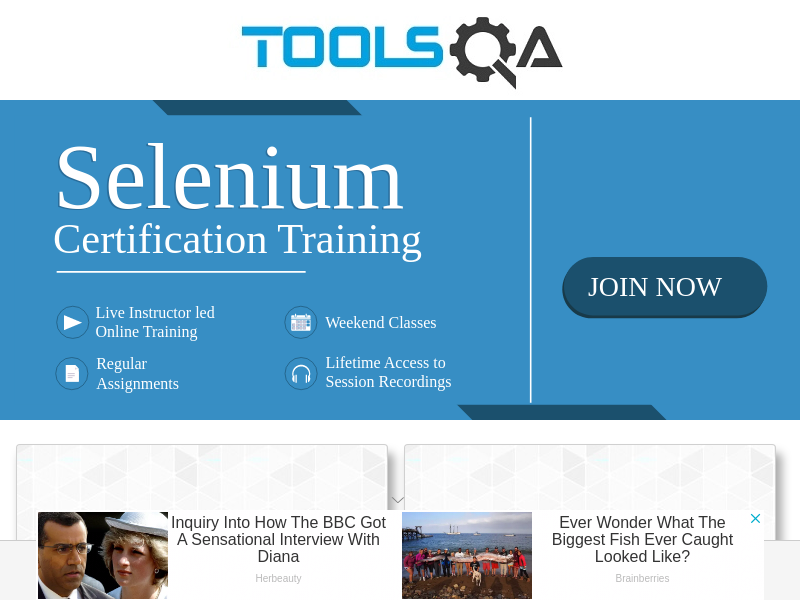 TOOLSQA
Selenium
Certification Training
JOIN NOW
Live Instructor led
Online Training
Weekend Classes
Regular
Assignments
Lifetime Access to
Session Recordings
Inquiry Into How The BBC Got
A Sensational Interview With
Diana
Herbeauty
Ever Wonder What The
Biggest Fish Ever Caught
Looked Like?
Brainberries